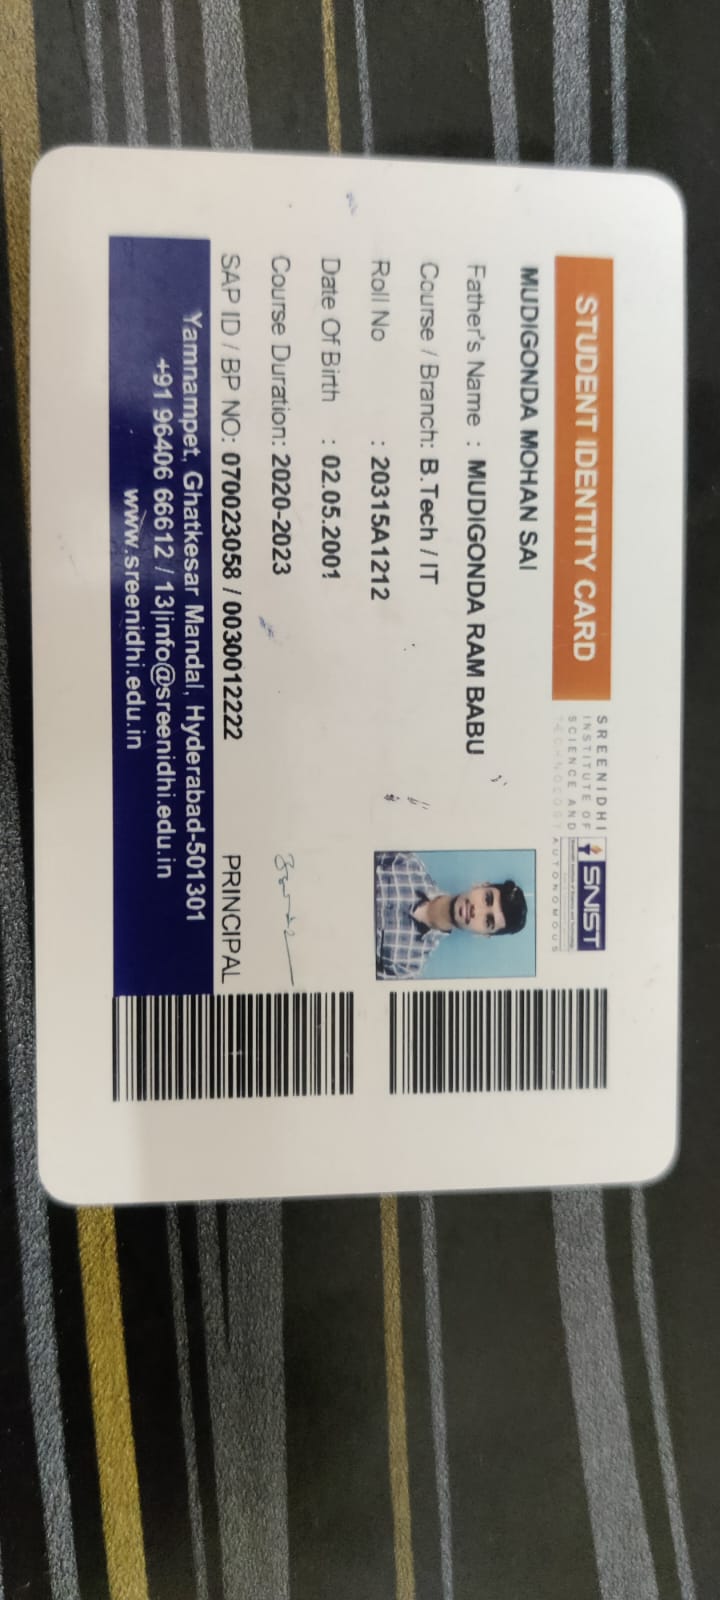 STUDENT IDENTITY CARD
SREENIDHI
INSTITUTE OF
SCIENCE AND
TECHNOLOGY
SNIST
AUTONOMOUS
MUDIGONDA MOHAN SAI
Father's Name : MUDIGONDA RAM BABU
Course / Branch: B.Tech / IT
Roll No : 20315A1212
Date Of Birth : 02.05.2001
Course Duration: 2020-2023
SAP ID / BP NO: 070023058 / 0030012222
PRINCIPAL
Yamnampet, Ghatkesar Mandal, Hyderabad-501301
+91 96406 66612 / 13|info@sreenidhi.edu.in
www.sreenidhi.edu.in